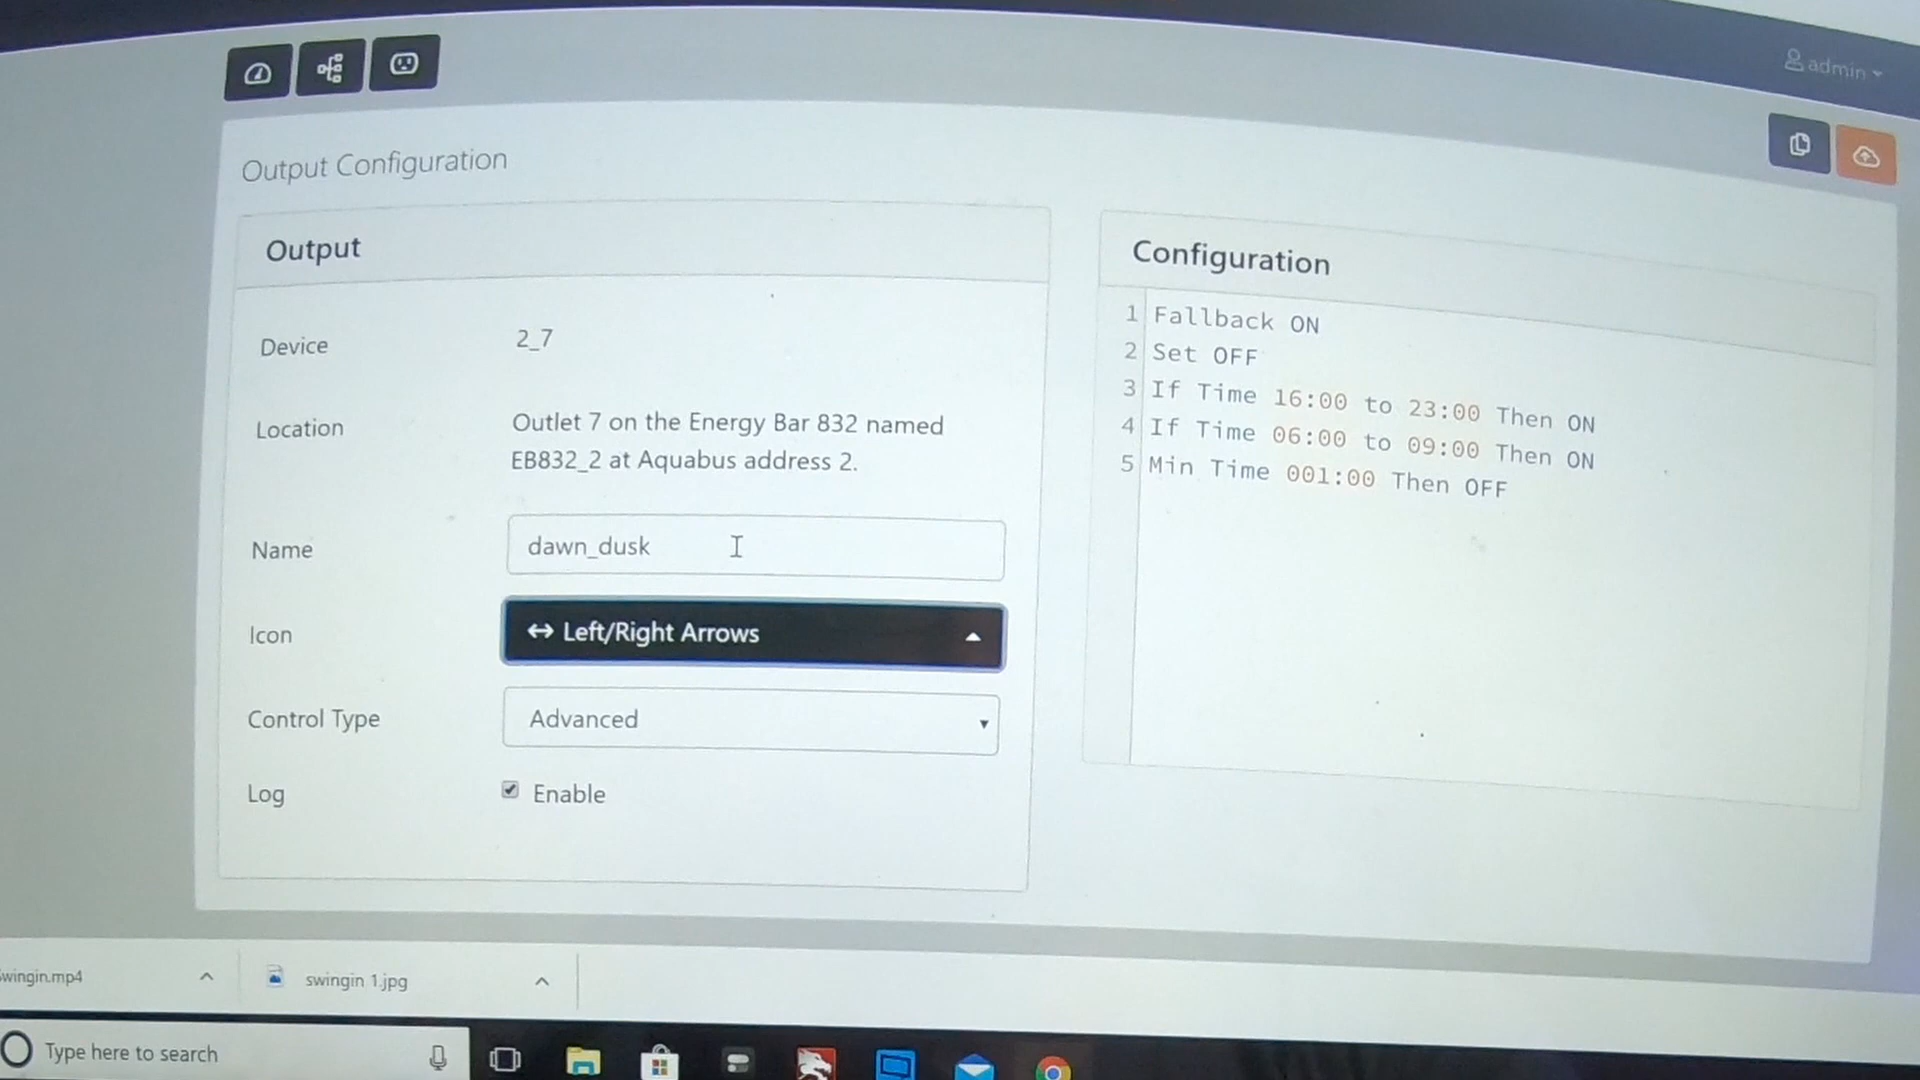 admin
Output Configuration
Output
Device
2_7
Location
Outlet 7 on the Energy Bar 832 named
EB832_2 at Aquabus address 2.
Name
dawn_dusk
Icon
Left/Right Arrows
Control Type
Advanced
Log
Enable
Configuration
1 Fallback ON
2 Set OFF
3 If Time 16:00 to 23:00 Then ON
4 If Time 06:00 to 09:00 Then ON
5 Min Time 001:00 Then OFF
wingin.mp4
swingin 1.jpg
Type here to search